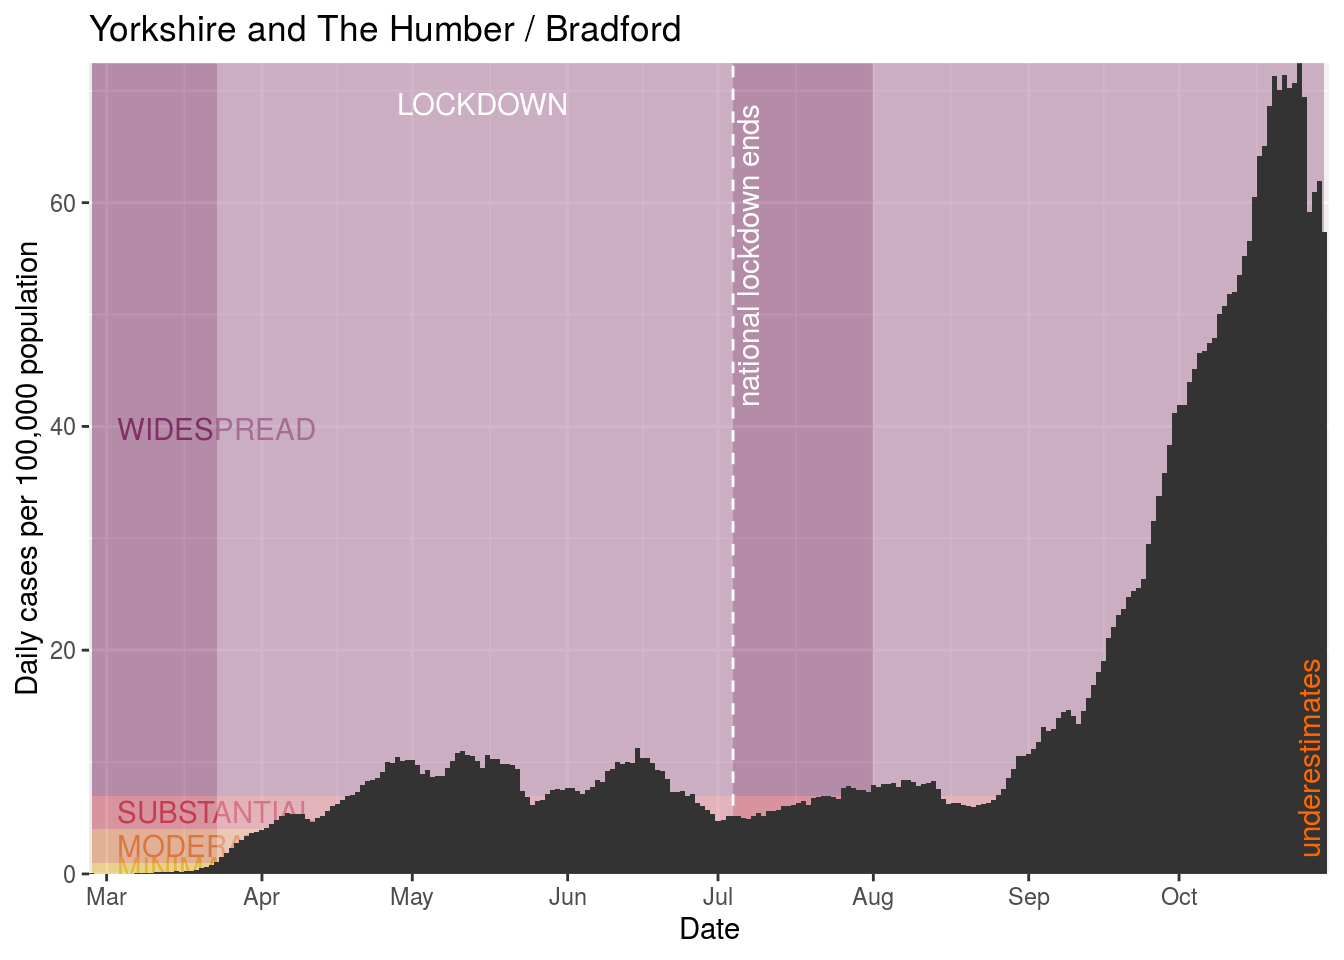 Yorkshire and The Humber / Bradford
LOCKDOWN
national lockdown ends
WIDESPREAD
SUBSTANTIAL
underestimates
Daily cases per 100,000 population
60
40
20
0
Mar Apr May Jun Jul Aug Sep Oct
Date